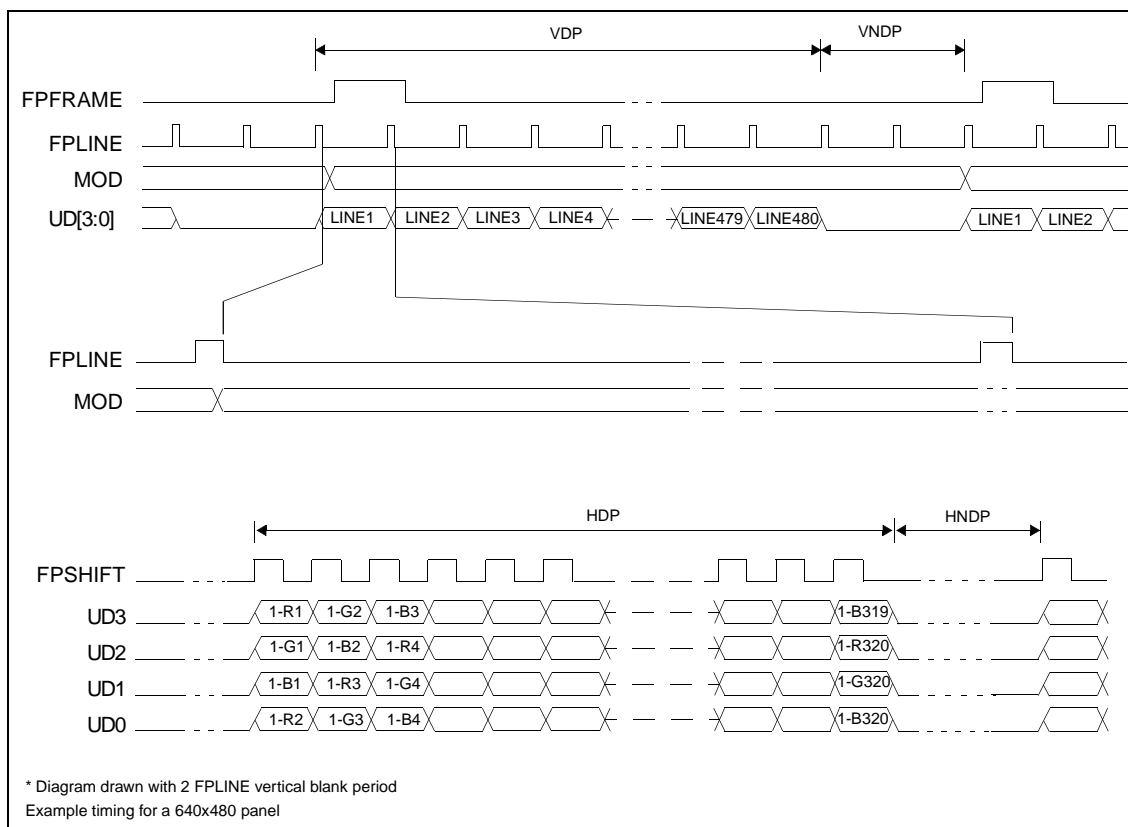 VDP VNDP
FPFRAME
FPLINE
MOD
UD[3:0] LINE1 LINE2 LINE3 LINE4 LINE479 LINE480 LINE1 LINE2
FPLINE
MOD
HDP HNDP
FPSHIFT
UD3 1-R1 1-G2 1-B3 1-B319
UD2 1-G1 1-B2 1-R4 1-R320
UD1 1-B1 1-R3 1-G4 1-G320
UD0 1-R2 1-G3 1-B4 1-B320
* Diagram drawn with 2 FPLINE vertical blank period
Example timing for a 640x480 panel